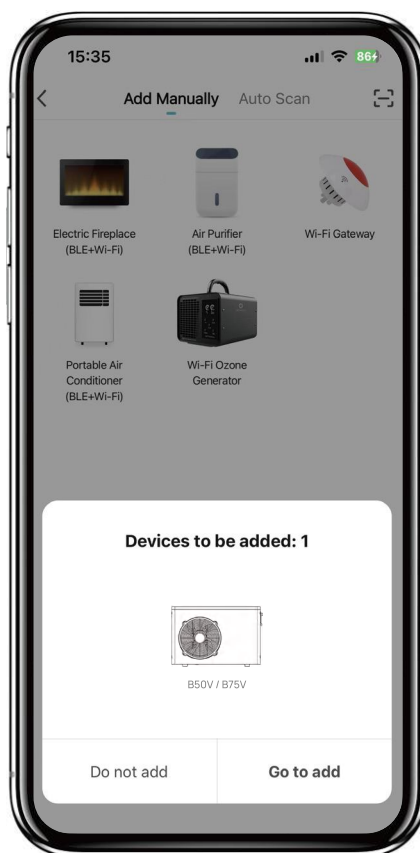 15:35
86
Add Manually Auto Scan
Electric Fireplace
(BLE+Wi-Fi)
Air Purifier
(BLE+Wi-Fi)
Wi-Fi Gateway
Portable Air
Conditioner
(BLE+Wi-Fi)
Wi-Fi Ozone
Generator
Devices to be added: 1
B50V / B75V
Do not add
Go to add